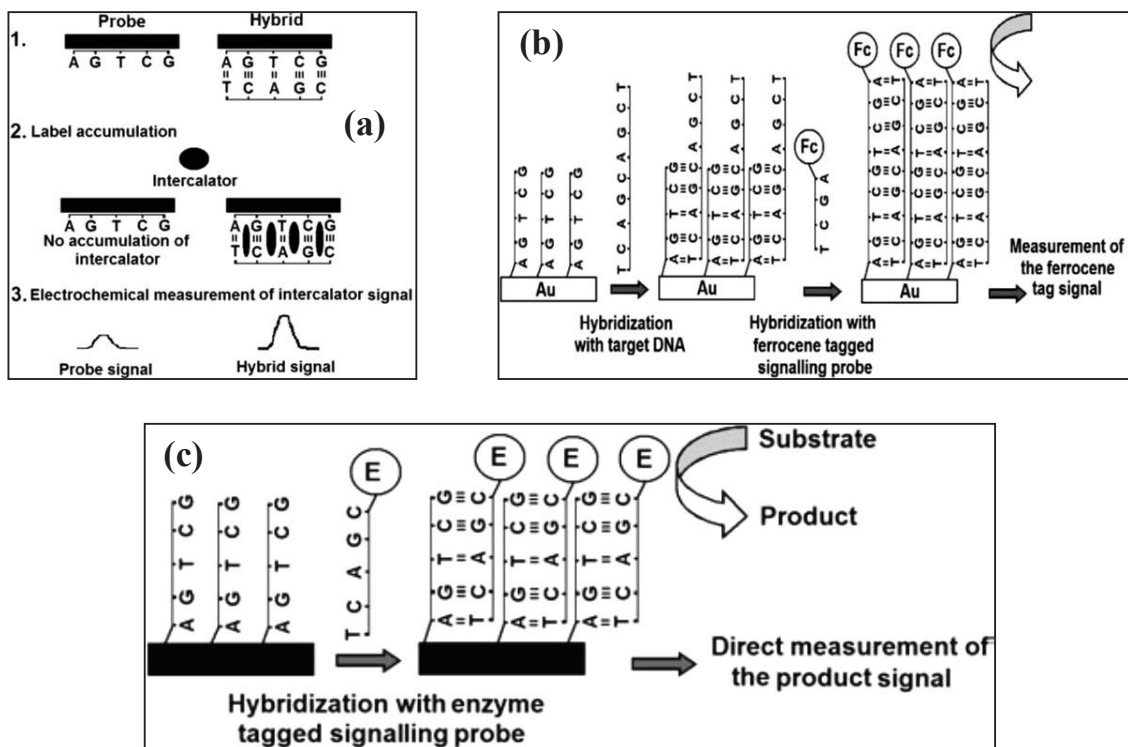 (a)
Probe Hybrid
1.
A G T C G
A G T C G
T C A G C
2. Label accumulation
Intercalator
A G T C G
No accumulation of
intercalator
A G T C G
T C A G C
3. Electrochemical measurement of intercalator signal
Probe signal
Hybrid signal
(b)
A G T C G
A G T C G
A G T C G
Au
Hybridization
with target DNA
T C A G C A G C T
A G T C G
T C A G C A G C T
A G T C G
T C A G C A G C T
A G T C G
T C A G C A G C T
Au
Fc
T C G A
Hybridization with
ferrocene tagged
signalling probe
Fc Fc Fc
A G T C G T C G A
T C A G C A G C T
A G T C G T C G A
T C A G C A G C T
A G T C G T C G A
T C A G C A G C T
Au
Measurement of
the ferrocene
tag signal
(c)
A G T C G
A G T C G
A G T C G
E
T C A G C
Hybridization with enzyme
tagged signalling probe
E E E
A G T C G
T C A G C
A G T C G
T C A G C
A G T C G
T C A G C
Substrate
Product
Direct measurement of
the product signal